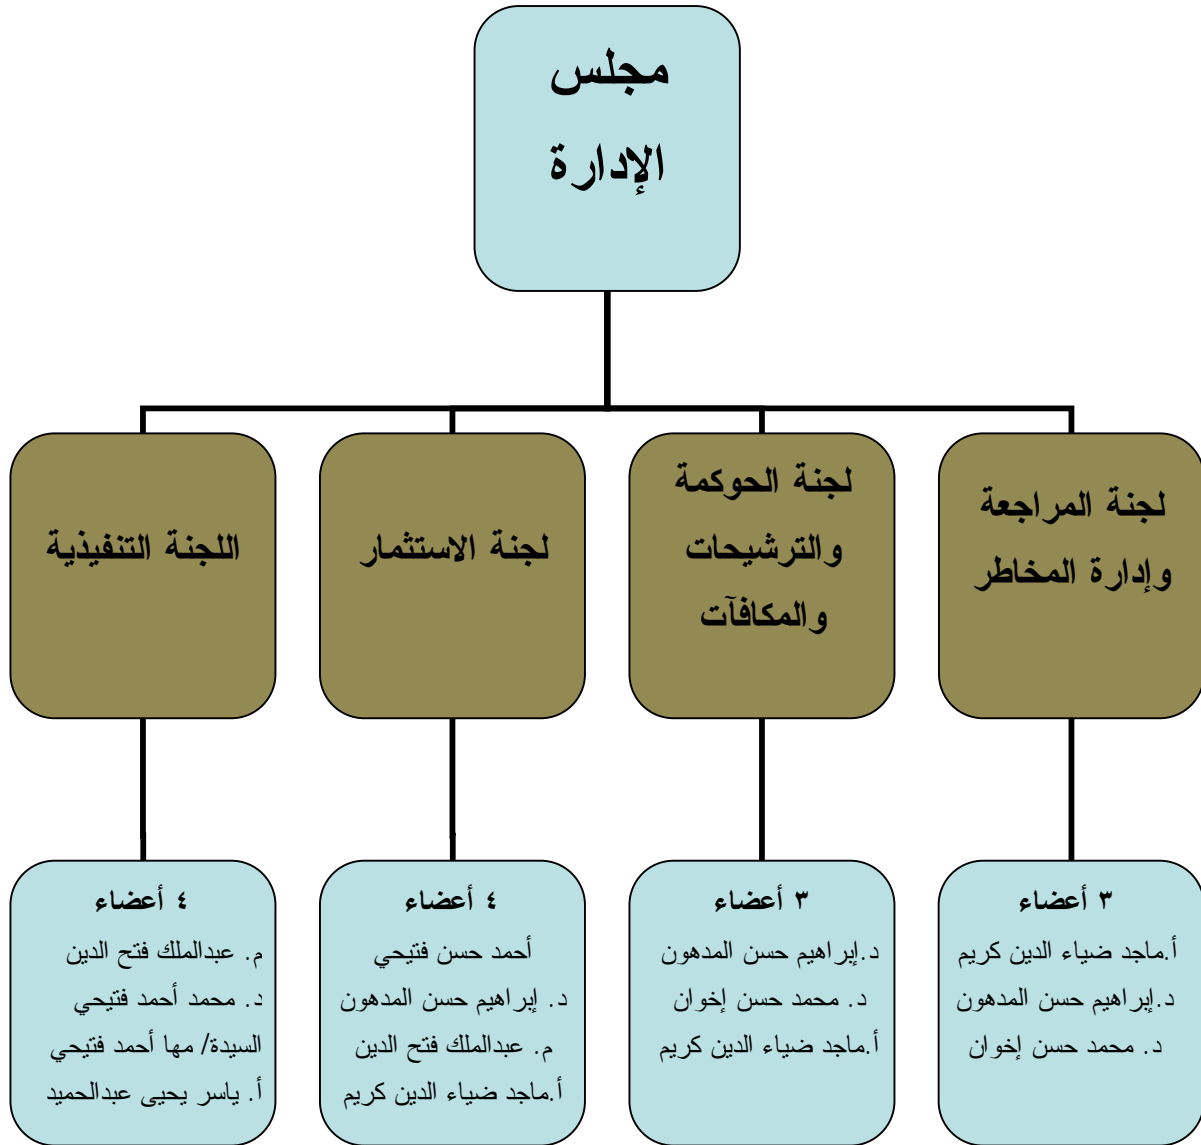 مجلس
الإدارة
لجنة المراجعة
وإدارة المخاطر
لجنة الحوكمة
والترشيحات
والمكافآت
لجنة الاستثمار
اللجنة التنفيذية
٣ أعضاء
أ.ماجد ضياء الدين كريم
د.إبراهيم حسن المدهون
د. محمد حسن إخوان
٣ أعضاء
د.إبراهيم حسن المدهون
د. محمد حسن إخوان
أ.ماجد ضياء الدين كريم
٤ أعضاء
أحمد حسن فتيحي
د. إبراهيم حسن المدهون
م. عبدالملك فتح الدين
أ.ماجد ضياء الدين كريم
٤ أعضاء
م. عبدالملك فتح الدين
د. محمد أحمد فتيحي
السيدة/ مها أحمد فتيحي
أ. ياسر يحيى عبدالحميد